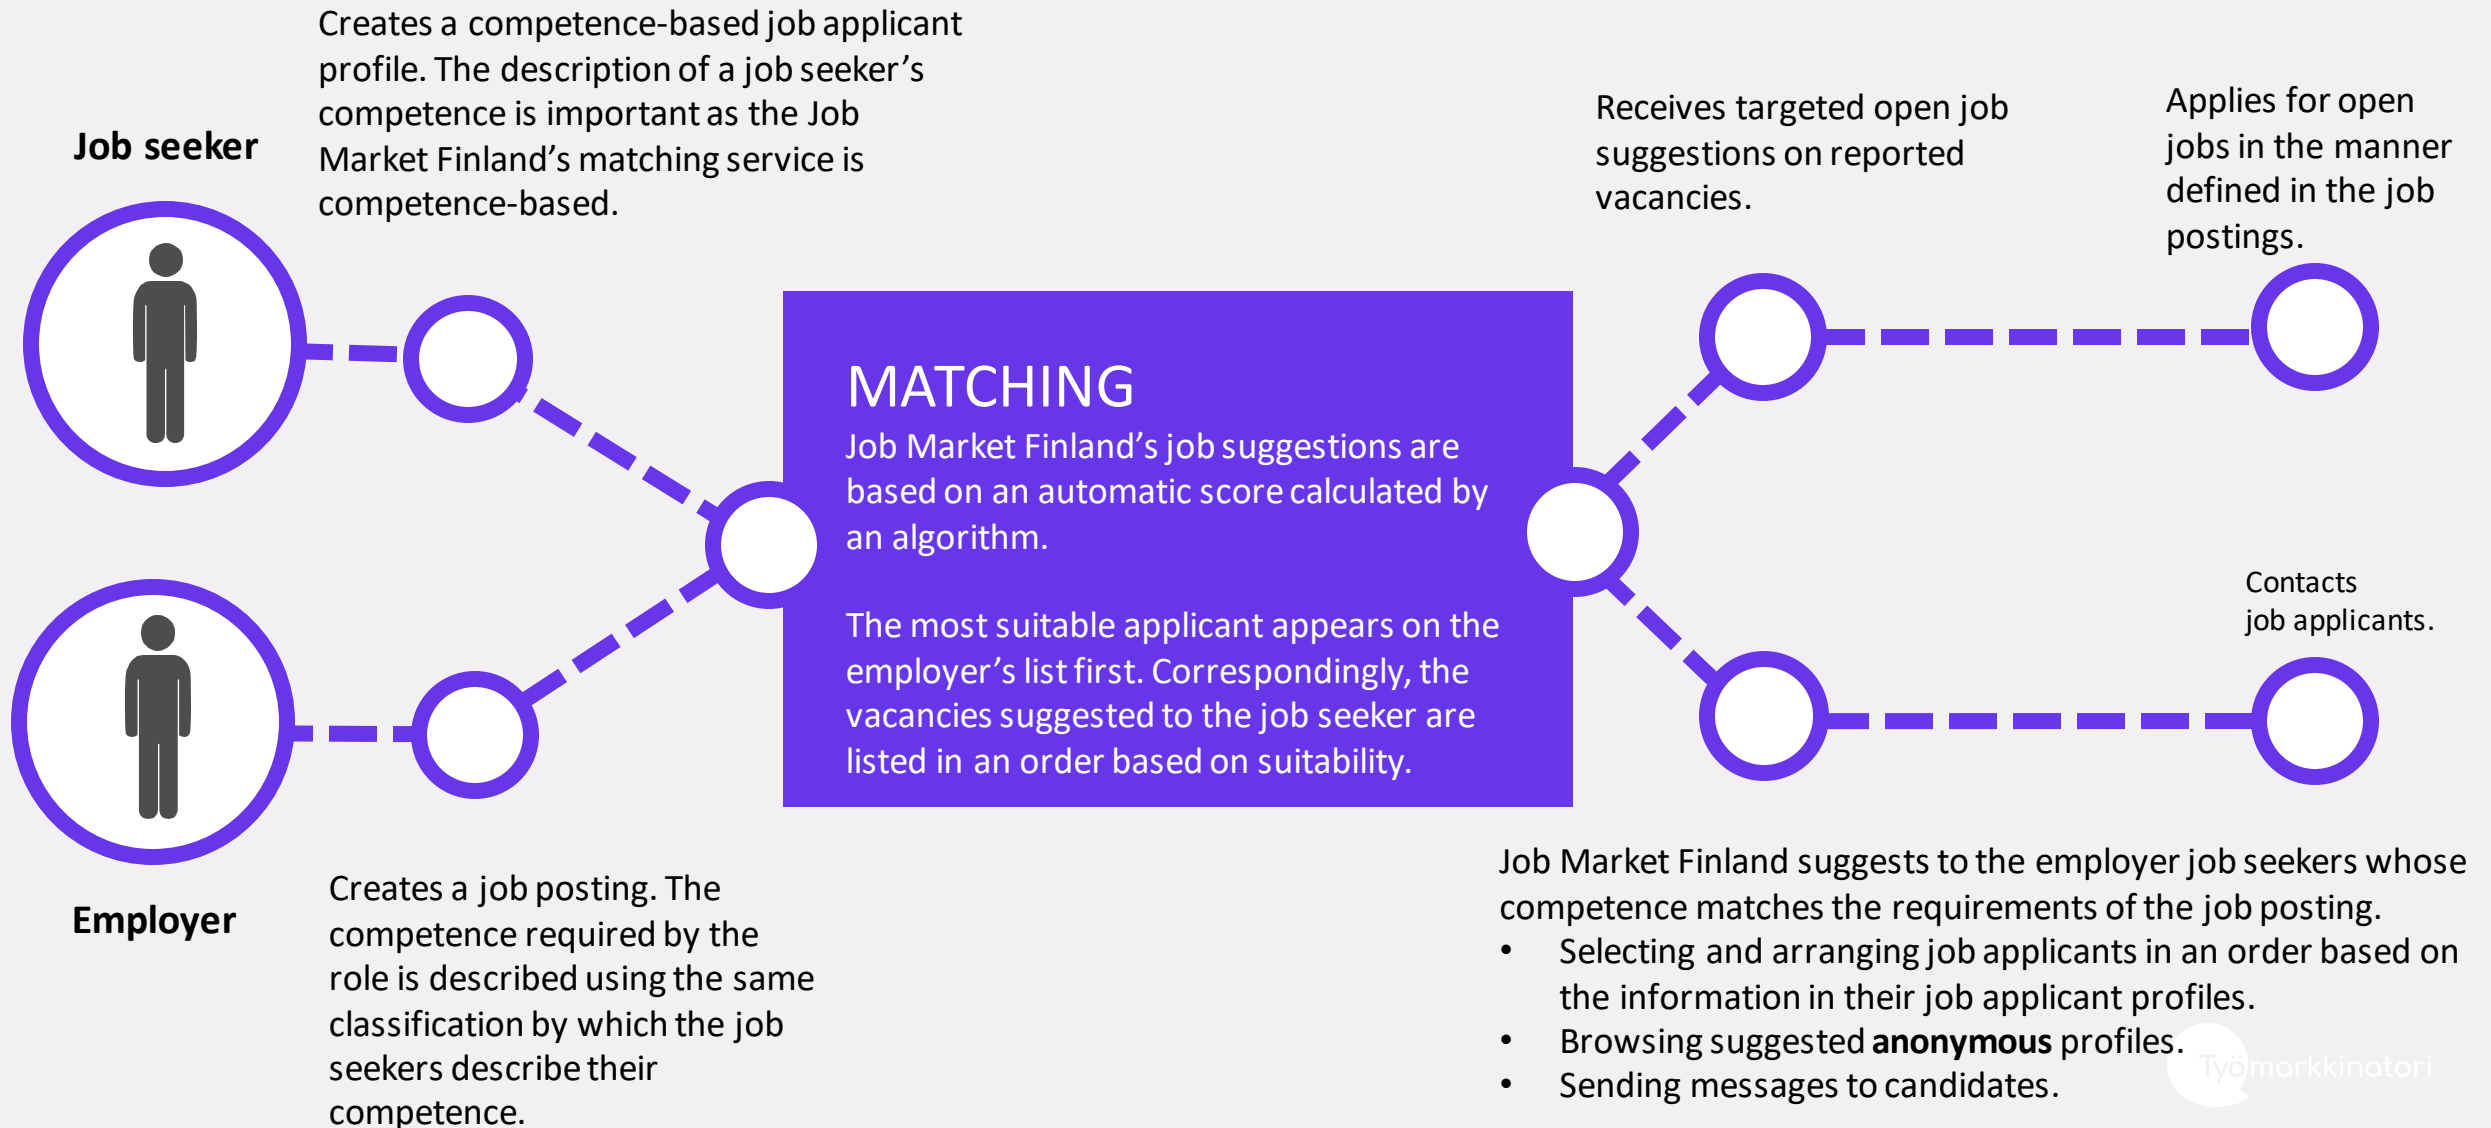 Creates a competence-based job applicant
profile. The description of a job seeker’s
competence is important as the Job
Market Finland’s matching service is
competence-based.
Job seeker
Receives targeted open job
suggestions on reported
vacancies.
Applies for open
jobs in the manner
defined in the job
postings.
MATCHING
Job Market Finland’s job suggestions are
based on an automatic score calculated by
an algorithm.
The most suitable applicant appears on the
employer’s list first. Correspondingly, the
vacancies suggested to the job seeker are
listed in an order based on suitability.
Contacts
job applicants.
Employer
Creates a job posting. The
competence required by the
role is described using the same
classification by which the job
seekers describe their
competence.
Job Market Finland suggests to the employer job seekers whose
competence matches the requirements of the job posting.
• Selecting and arranging job applicants in an order based on
the information in their job applicant profiles.
• Browsing suggested anonymous profiles.
• Sending messages to candidates.
Työmarkkinatori